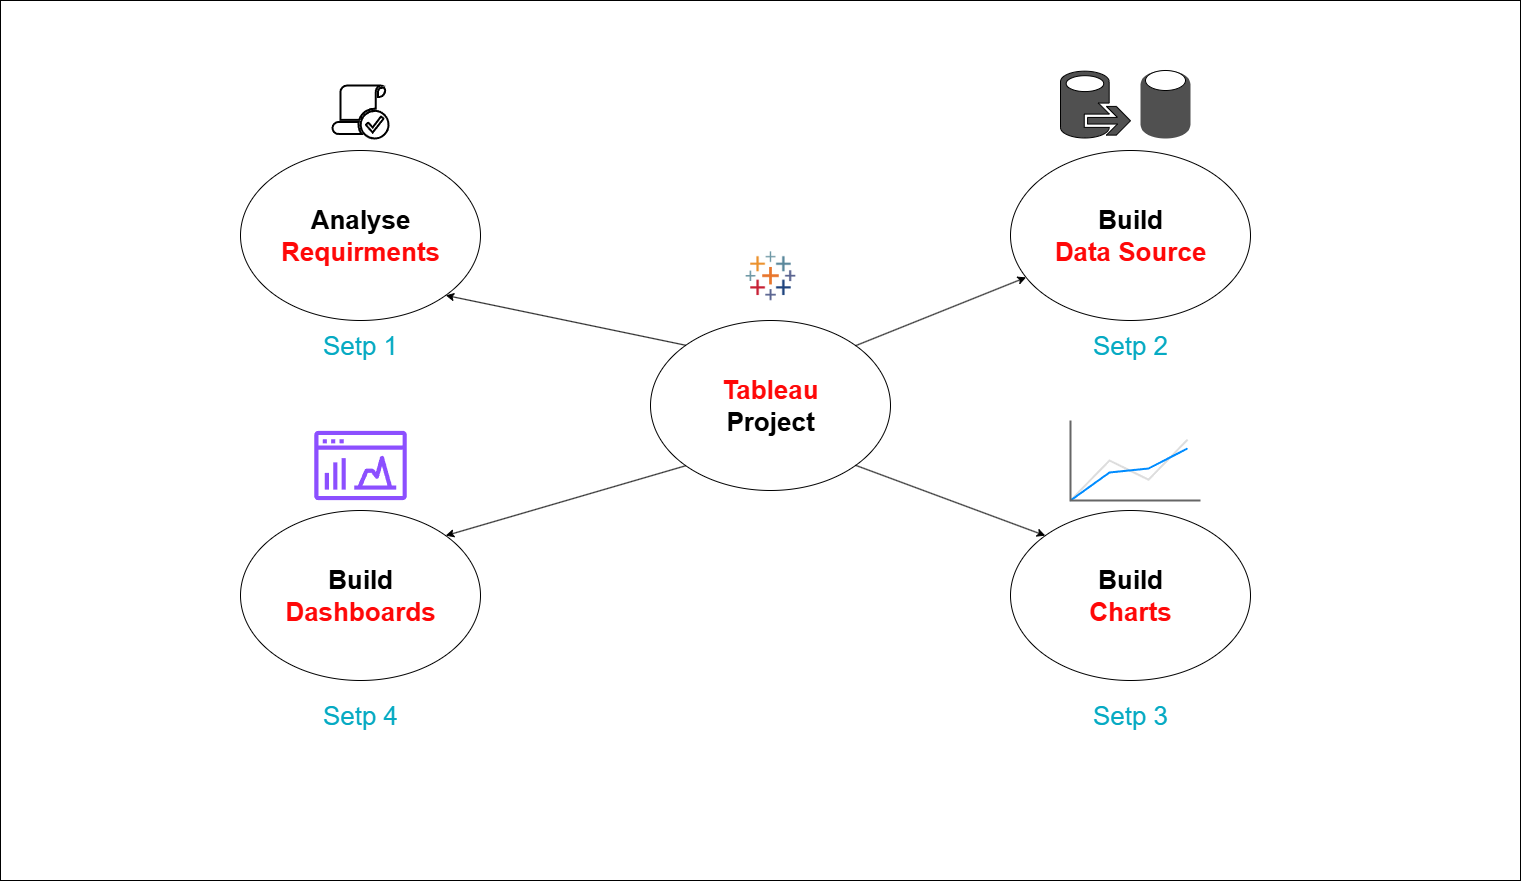 Analyse
Requirments
Setp 1
Build
Data Source
Setp 2
Tableau
Project
Build
Dashboards
Setp 4
Build
Charts
Setp 3